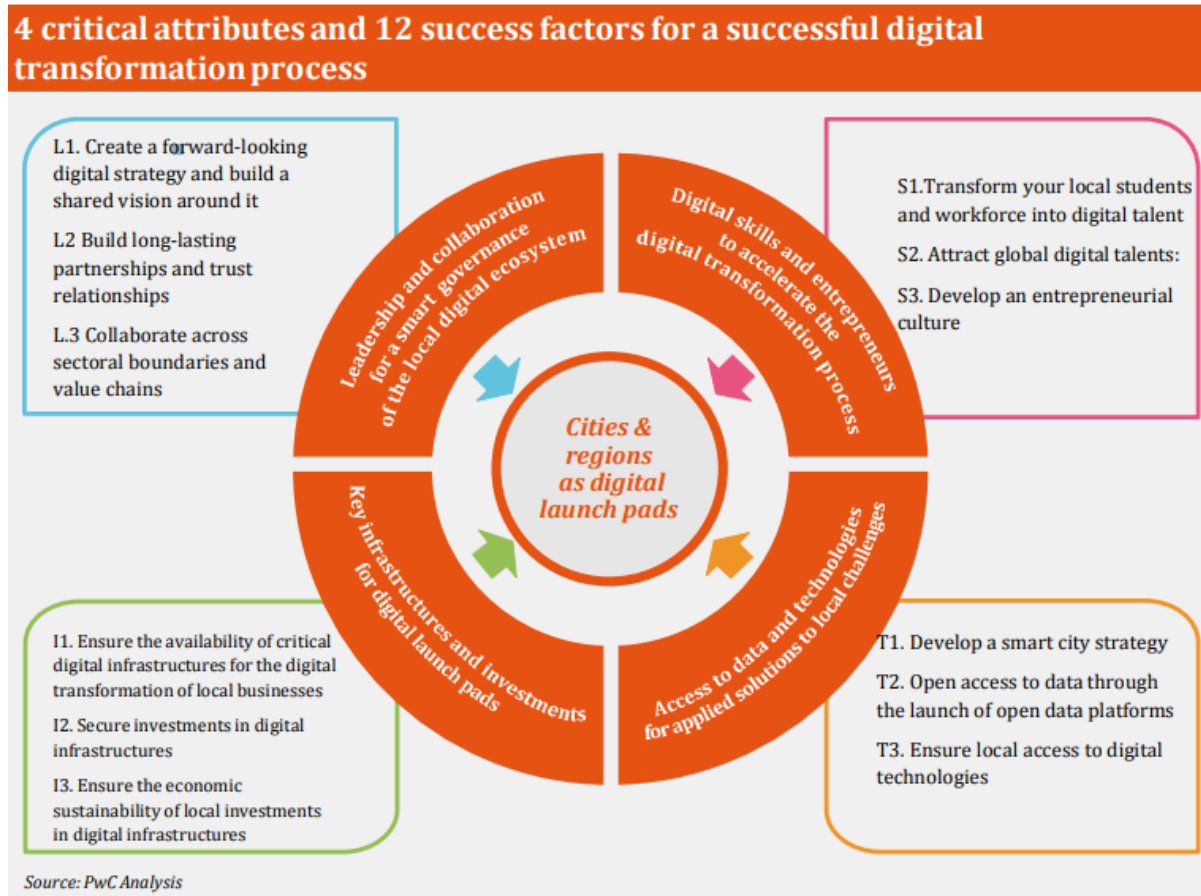 4 critical attributes and 12 success factors for a successful digital
transformation process
L1. Create a forward-looking
digital strategy and build a
shared vision around it
L2 Build long-lasting
partnerships and trust
relationships
L.3 Collaborate across
sectoral boundaries and
value chains
Leadership and collaboration
for a smart governance
of the local digital ecosystem
Digital skills and entrepreneurs
to accelerate the
digital transformation process
S1.Transform your local students
and workforce into digital talent
S2. Attract global digital talents:
S3. Develop an entrepreneurial
culture
Cities &
regions
as digital
launch pads
Key infrastructures and investments
for digital launch pads
Access to data and technologies
for applied solutions to local challenges
I1. Ensure the availability of critical
digital infrastructures for the digital
transformation of local businesses
I2. Secure investments in digital
infrastructures
I3. Ensure the economic
sustainability of local investments
in digital infrastructures
T1. Develop a smart city strategy
T2. Open access to data through
the launch of open data platforms
T3. Ensure local access to digital
technologies
Source: PwC Analysis